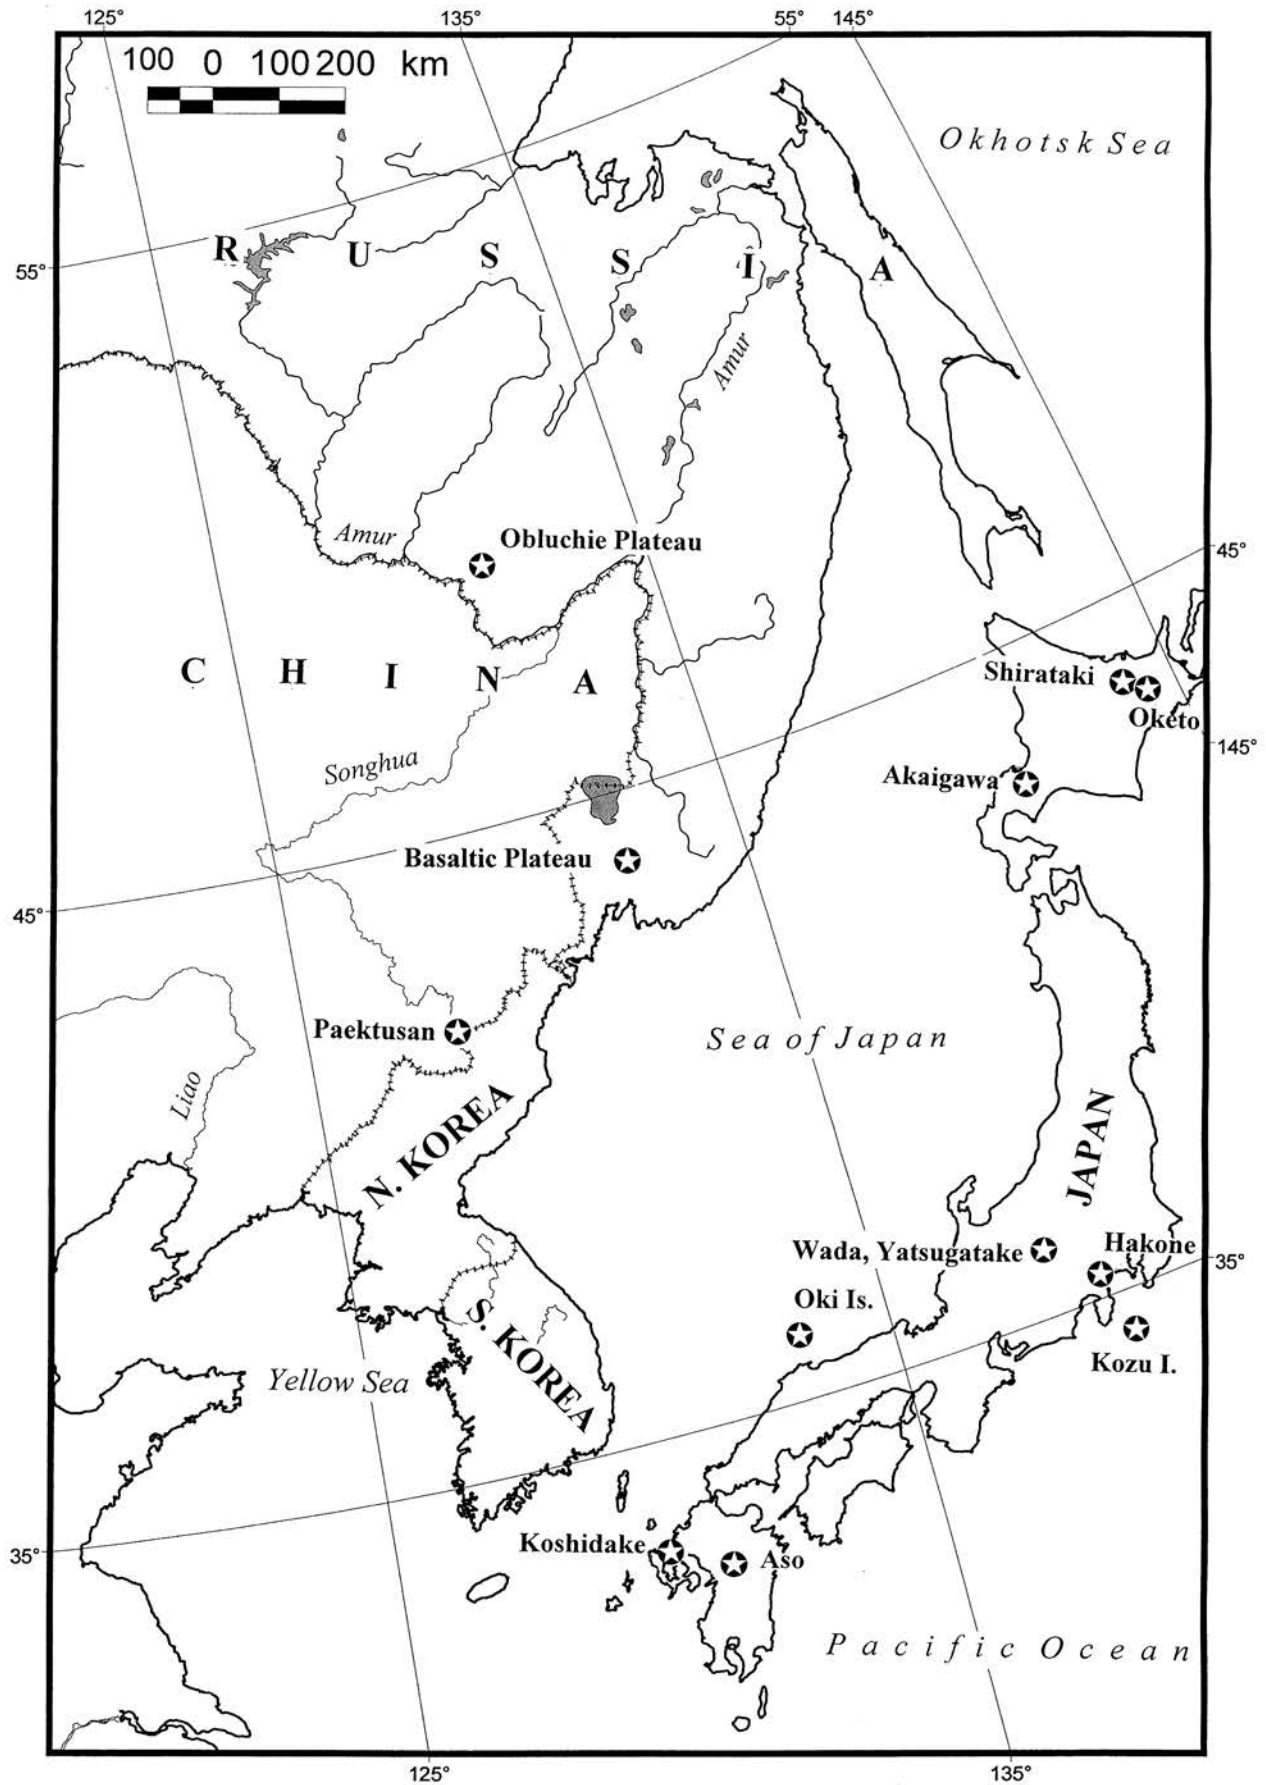 125° 135° 55° 145°
100 0 100 200 km
Okhotsk Sea
R U S S I A
55°
Amur
Amur
Obluchie Plateau
45°
C H I N A
Shirataki
Oketo
Songhua
145°
Akaigawa
Basaltic Plateau
45°
Paektusan
Sea of Japan
Liao
N. KOREA
JAPAN
Wada, Yatsugatake
Hakone
35°
Oki Is.
S. KOREA
Kozu I.
Yellow Sea
Koshidake
Aso
35°
Pacific Ocean
125° 135°